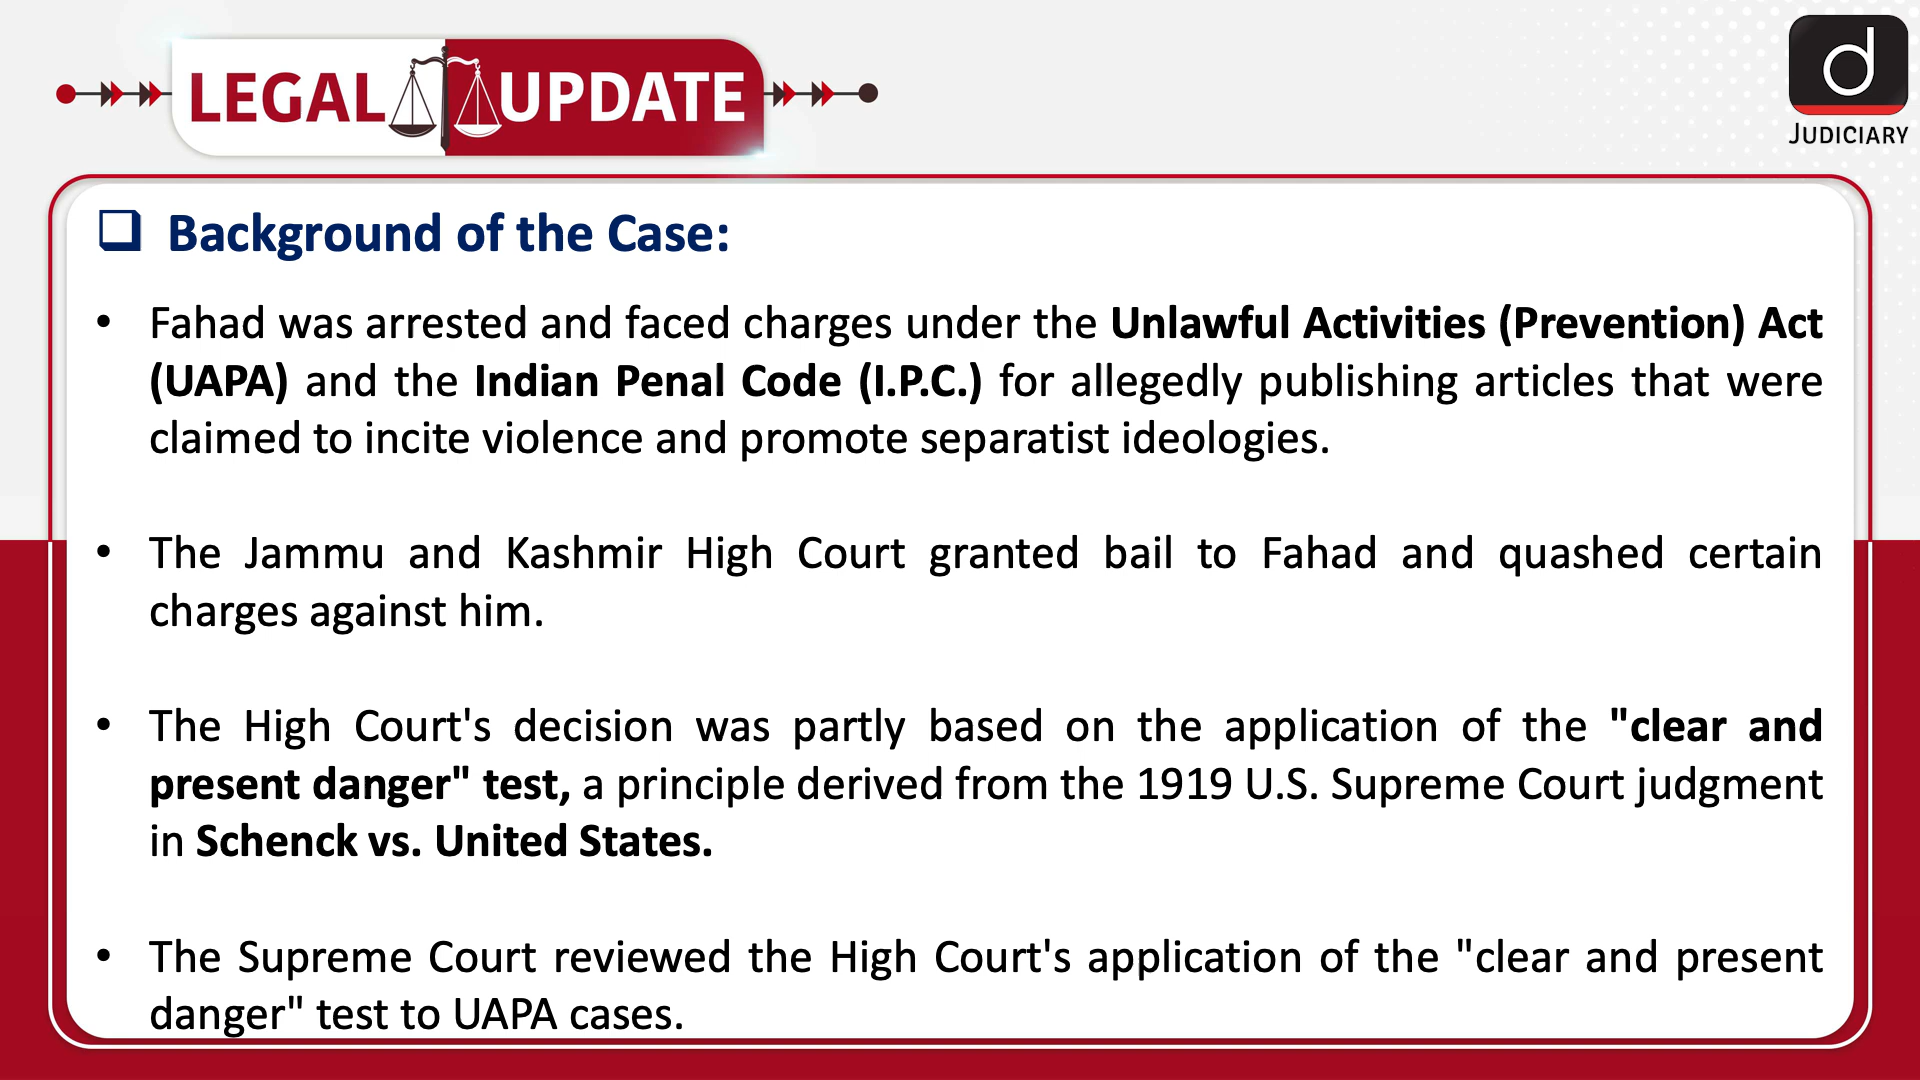 LEGAL UPDATE
d
JUDICIARY
❑ Background of the Case:
• Fahad was arrested and faced charges under the Unlawful Activities (Prevention) Act
(UAPA) and the Indian Penal Code (I.P.C.) for allegedly publishing articles that were
claimed to incite violence and promote separatist ideologies.
• The Jammu and Kashmir High Court granted bail to Fahad and quashed certain
charges against him.
• The High Court's decision was partly based on the application of the "clear and
present danger" test, a principle derived from the 1919 U.S. Supreme Court judgment
in Schenck vs. United States.
• The Supreme Court reviewed the High Court's application of the "clear and present
danger" test to UAPA cases.